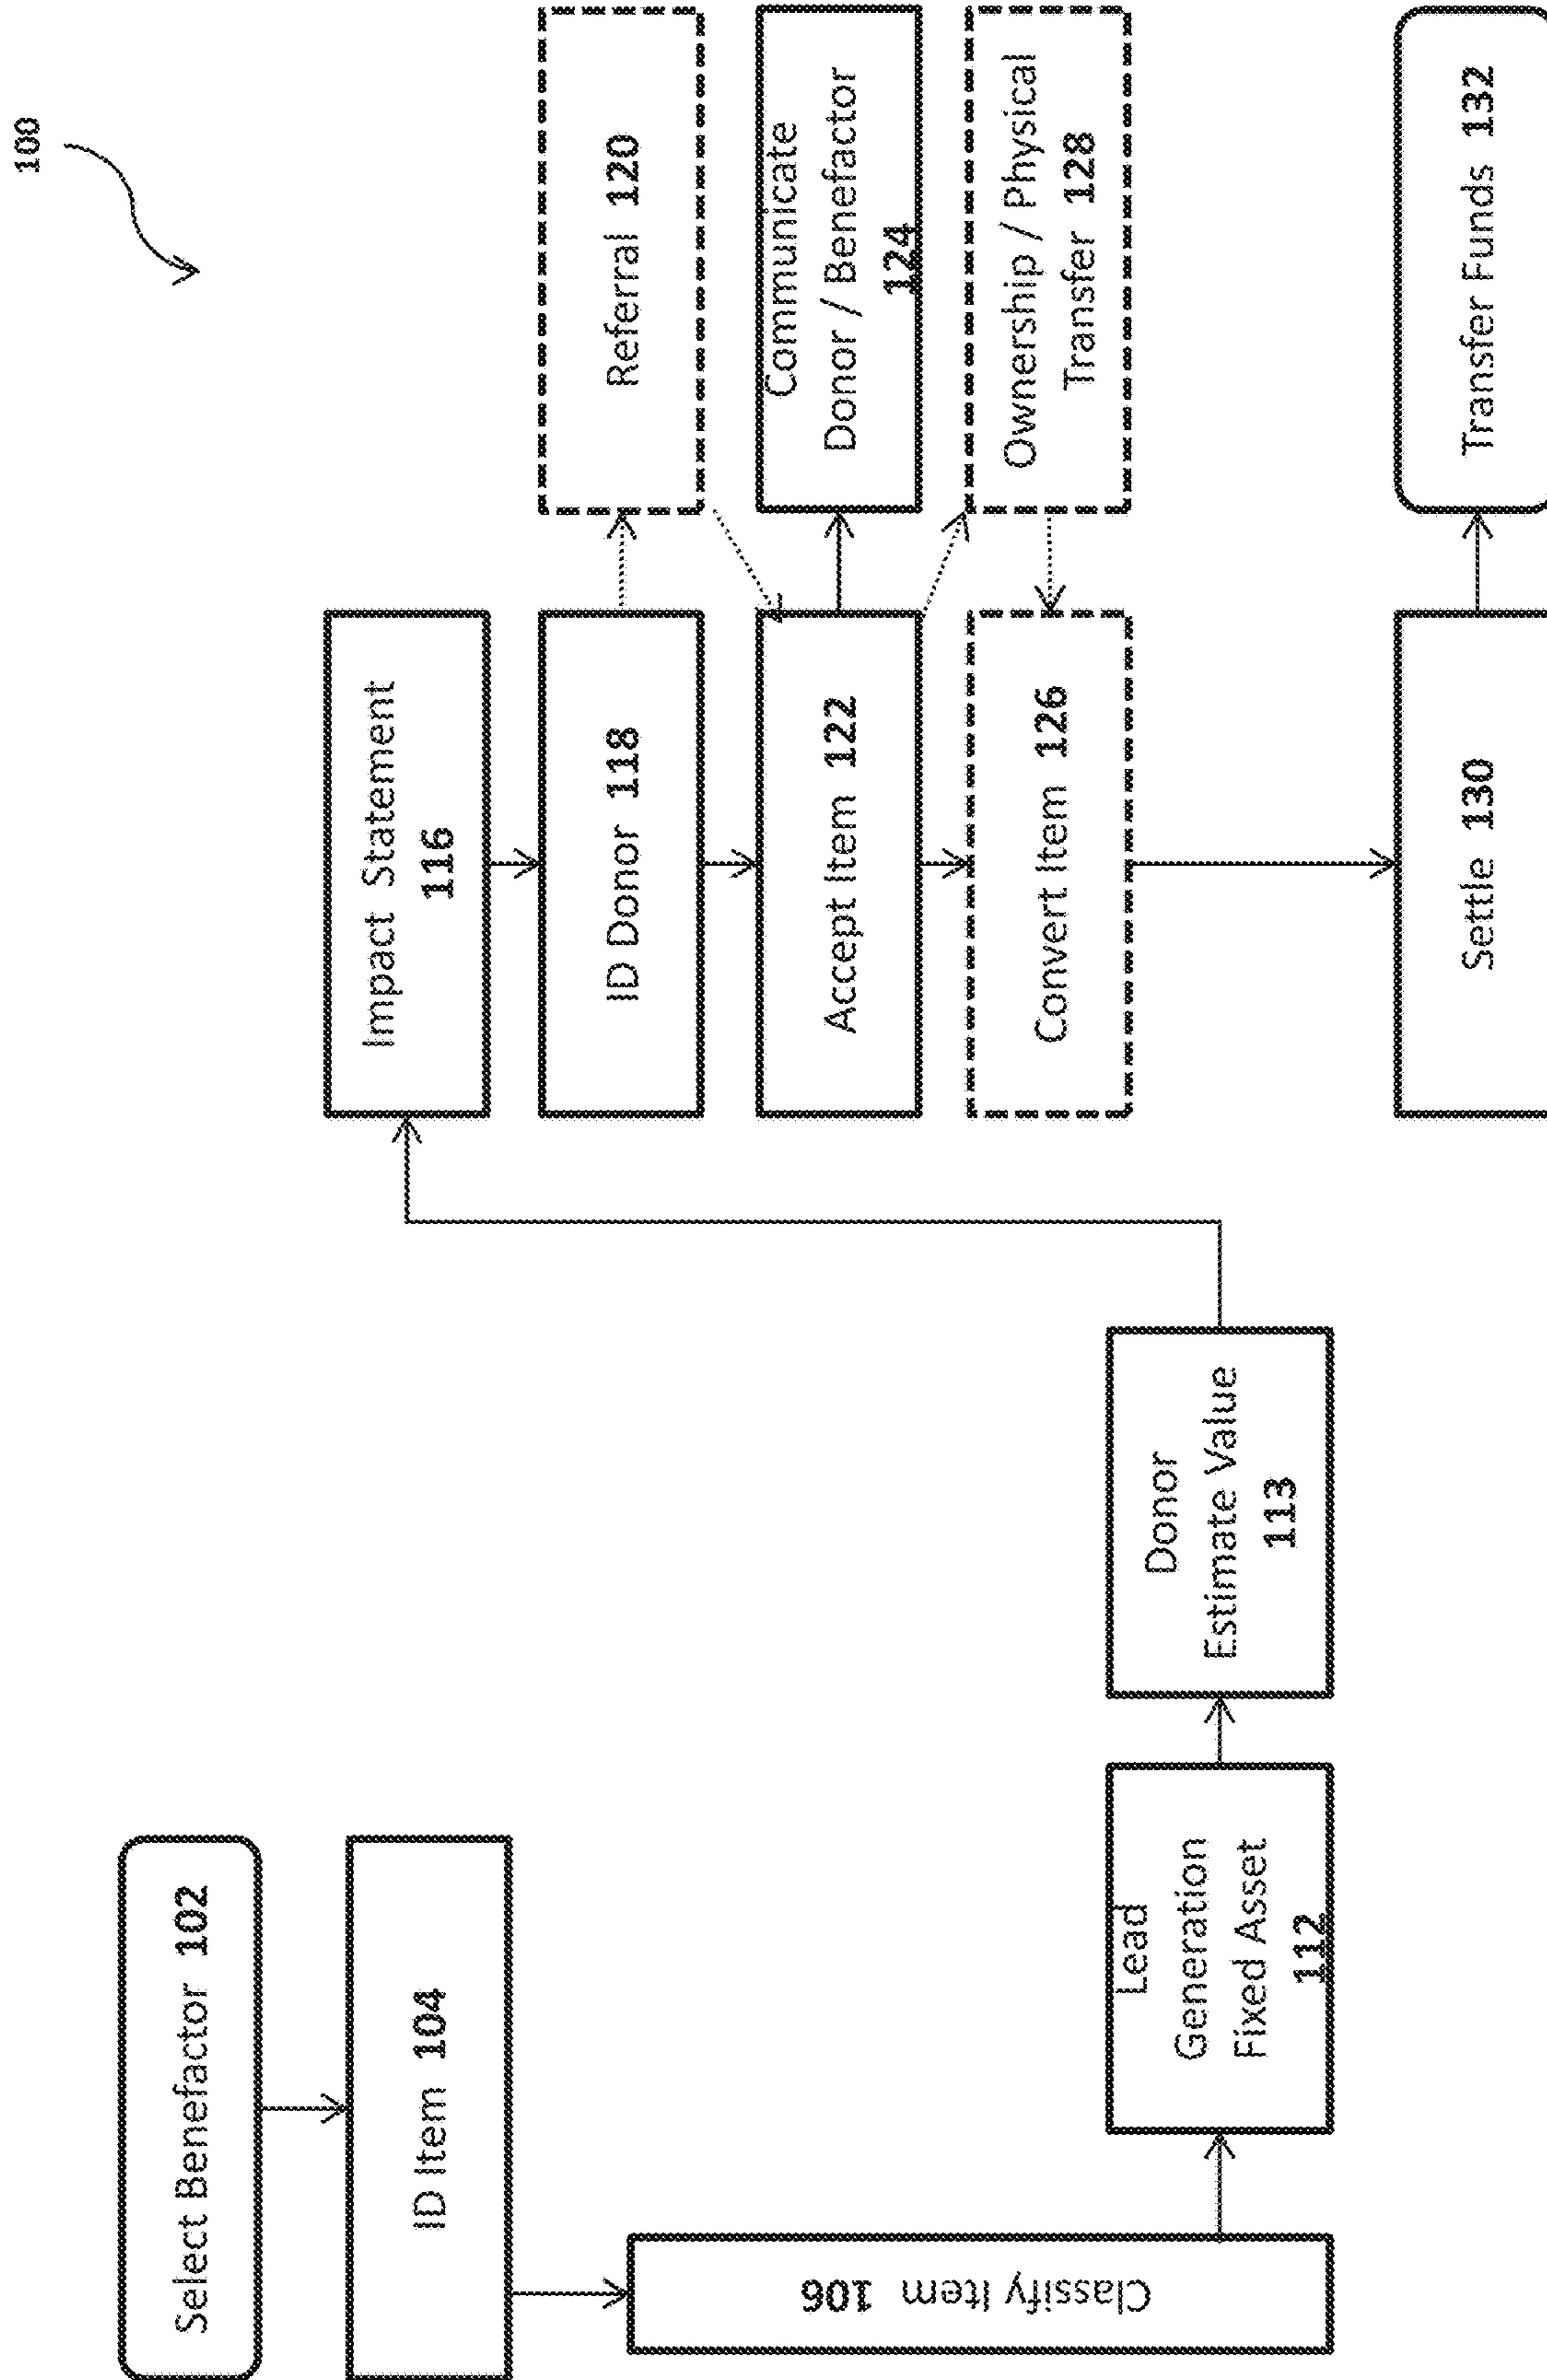 100
Select Benefactor 102
ID Item 104
Classify Item 106
Lead
Generation
Fixed Asset
112
Donor
Estimate Value
113
Impact Statement
116
ID Donor 118
Referral 120
Accept Item 122
Communicate
Donor / Benefactor
124
Convert Item 126
Ownership / Physical
Transfer 128
Settle 130
Transfer Funds 132